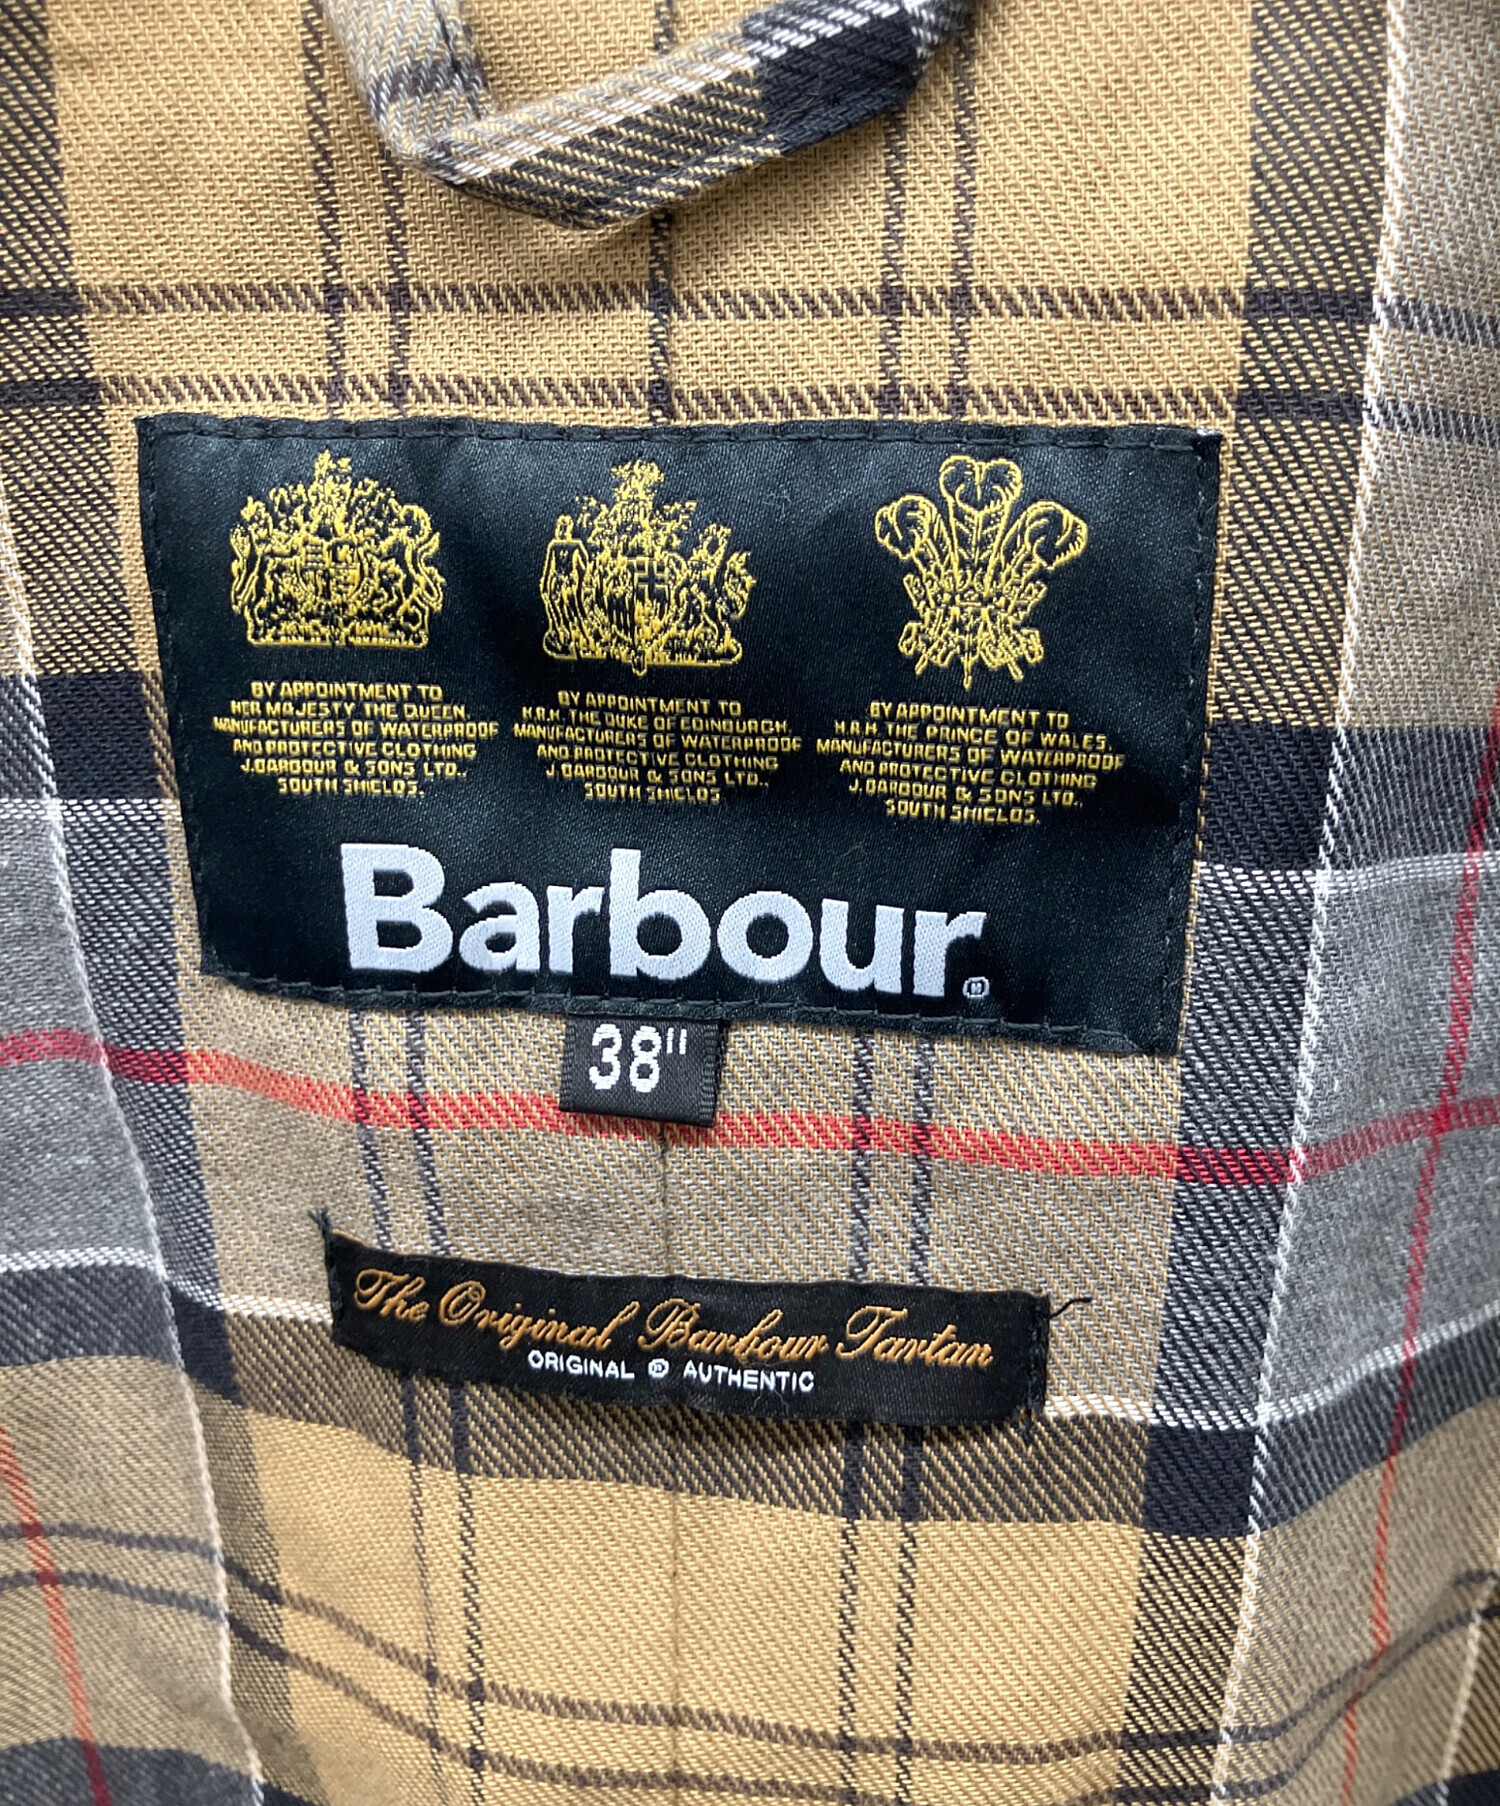 BY APPOINTMENT TO
HER MAJESTY THE QUEEN
MANUFACTURERS OF WATERPROOF
AND PROTECTIVE CLOTHING
J.BARBOUR & SONS LTD.,
SOUTH SHIELDS.
BY APPOINTMENT TO
H.R.H. THE DUKE OF EDINBURGH
MANUFACTURERS OF WATERPROOF
AND PROTECTIVE CLOTHING
J.BARBOUR & SONS LTD.,
SOUTH SHIELDS
BY APPOINTMENT TO
H.R.H. THE PRINCE OF WALES.
MANUFACTURERS OF WATERPROOF
AND PROTECTIVE CLOTHING
J.BARBOUR & SONS LTD.,
SOUTH SHIELDS.
Barbour®
38"
The Original Barbour Tartan
ORIGINAL AUTHENTIC